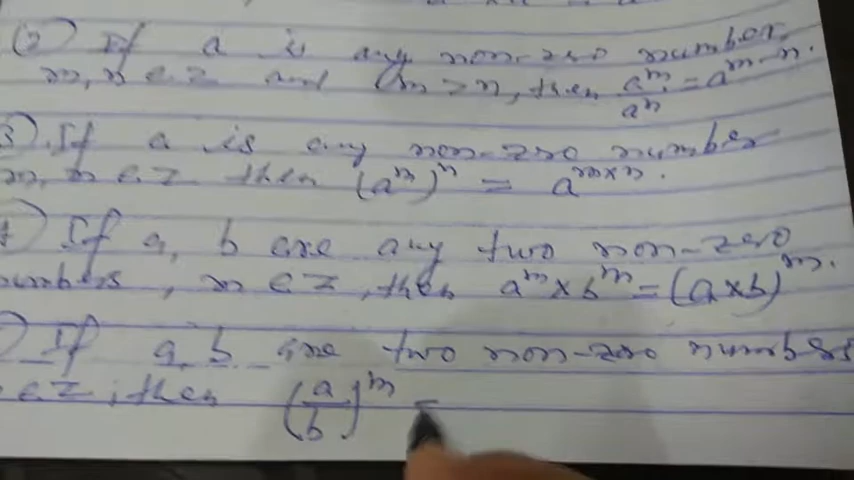 (2) If a is any non-zero number,
m, n ∈ Z and (m > n, then a^m/a^n = a^(m-n).
3) If a is any non-zero number
m, n ∈ Z then (a^m)^n = a^(m×n).
4) If a, b are any two non-zero
numbers, m ∈ Z, then a^m × b^m = (a×b)^m.
) If a, b are two non-zero numbers
∈ Z, then (a/b)^m =